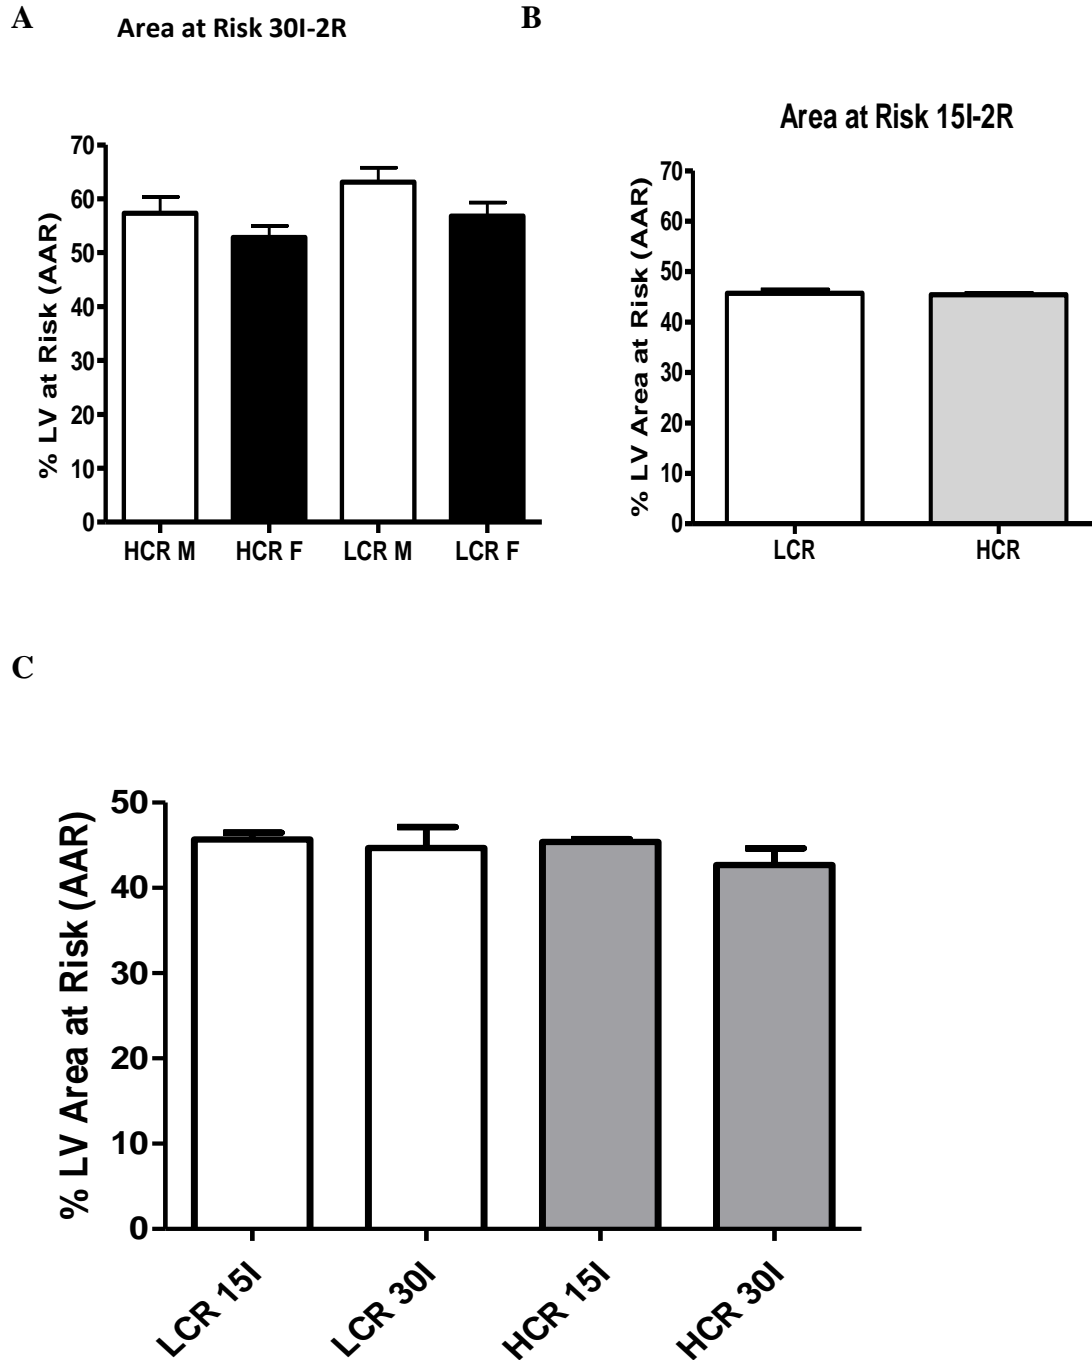 A
B
Area at Risk 30I-2R
% LV at Risk (AAR)
70
60
50
40
30
20
10
0
HCR M
HCR F
LCR M
LCR F
Area at Risk 15I-2R
% LV Area at Risk (AAR)
70
60
50
40
30
20
10
0
LCR
HCR
C
% LV Area at Risk (AAR)
50
40
30
20
10
0
LCR 15I
LCR 30I
HCR 15I
HCR 30I